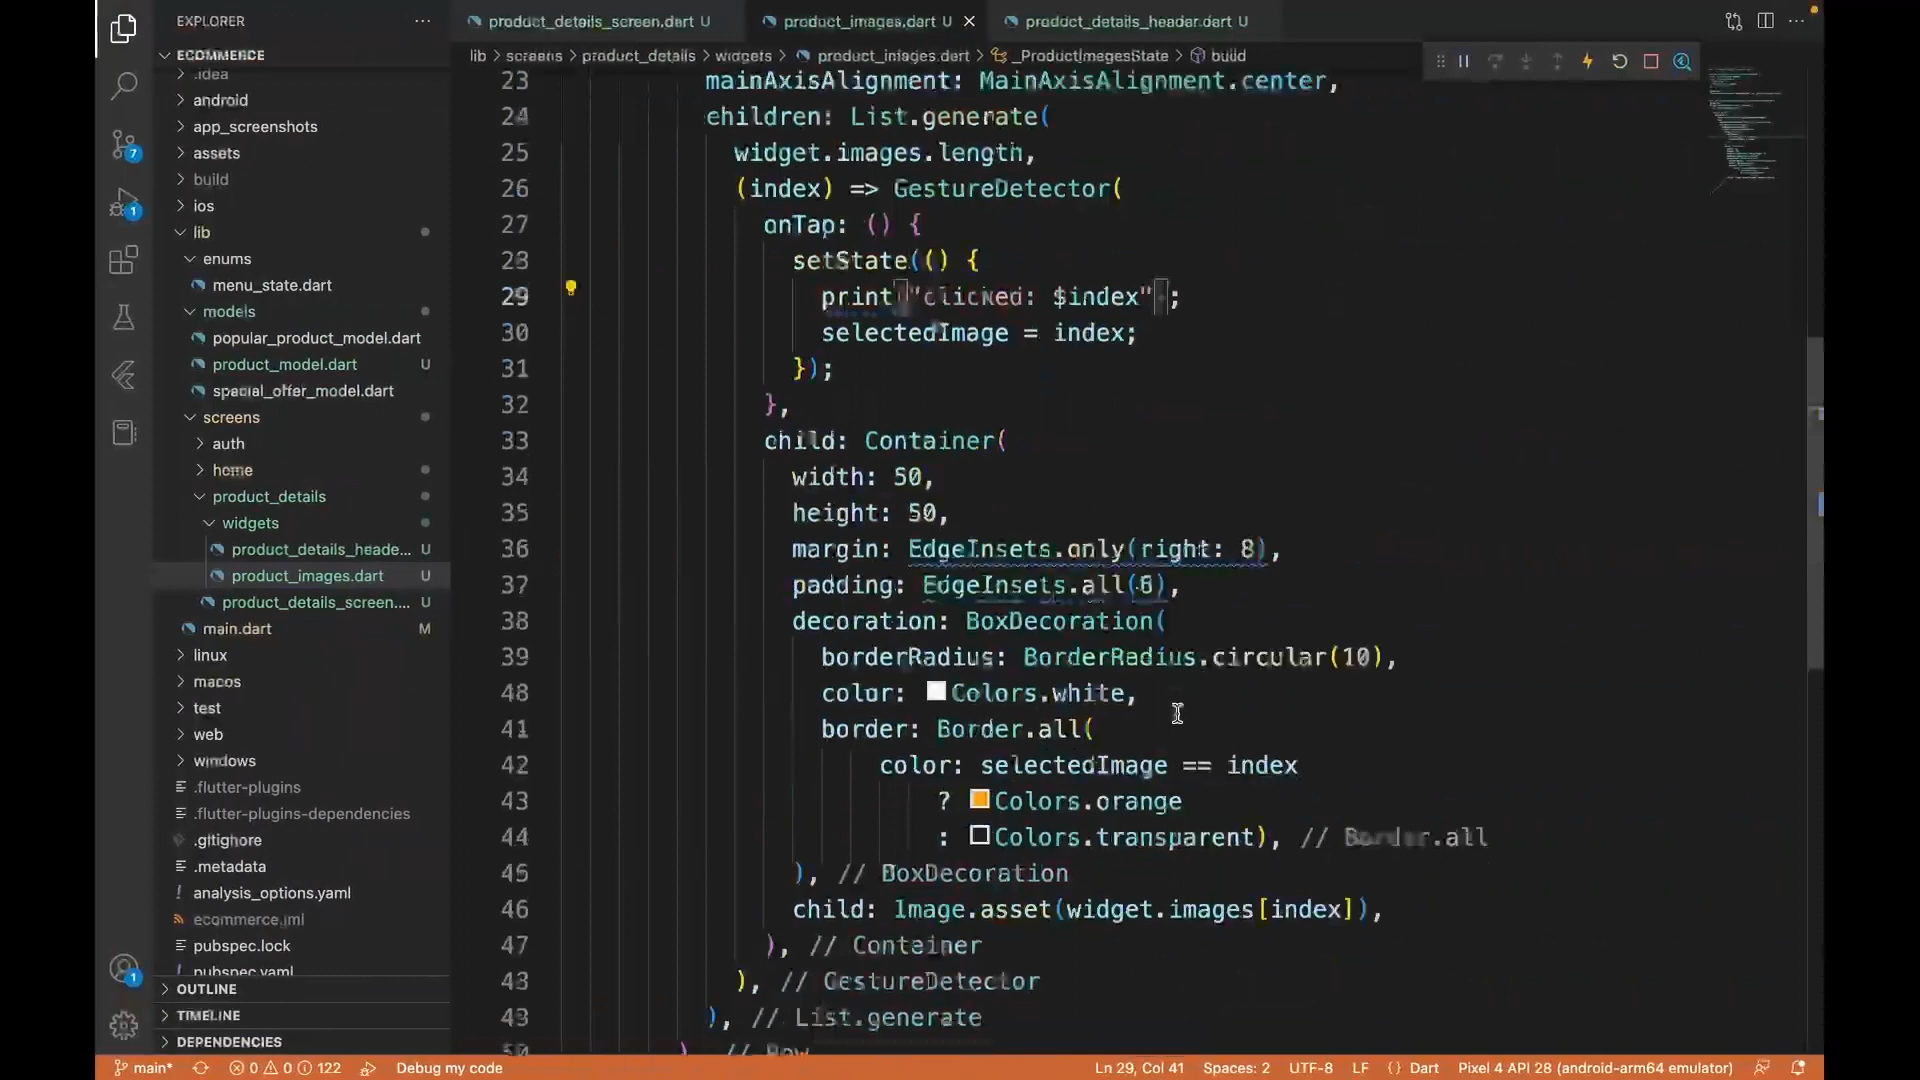 EXPLORER
ECOMMERCE
.idea
android
app_screenshots
assets
build
ios
lib
enums
menu_state.dart
models
popular_product_model.dart
product_model.dart U
special_offer_model.dart
screens
auth
home
product_details
widgets
product_details_heade... U
product_images.dart U
product_details_screen.... U
main.dart M
linux
macos
test
web
windows
.flutter-plugins
.flutter-plugins-dependencies
.gitignore
.metadata
analysis_options.yaml
ecommerce.iml
pubspec.lock
pubspec.yaml
OUTLINE
TIMELINE
DEPENDENCIES
7
1
1
product_details_screen.dart U
product_images.dart U
product_details_header.dart U
lib > screens > product_details > widgets > product_images.dart > _ProductImagesState > build
23 mainAxisAlignment: MainAxisAlignment.center,
24 children: List.generate(
25 widget.images.length,
26 (index) => GestureDetector(
27 onTap: () {
28 setState(() {
29 print("clicked: $index");
30 selectedImage = index;
31 });
32 },
33 child: Container(
34 width: 50,
35 height: 50,
36 margin: EdgeInsets.only(right: 8),
37 padding: EdgeInsets.all(),
38 decoration: BoxDecoration(
39 borderRadius: BorderRadius.circular(10),
40 color: Colors.white,
41 border: Border.all(
42 color: selectedImage == index
43 ? Colors.orange
44 : Colors.transparent), // Border.all
45 ), // BoxDecoration
46 child: Image.asset(widget.images[index]),
47 ), // Container
48 ), // GestureDetector
49 ), // List.generate
50 ) // Row
main* 0 0 122 Debug my code Ln 29, Col 41 Spaces: 2 UTF-8 LF {} Dart Pixel 4 API 28 (android-arm64 emulator)